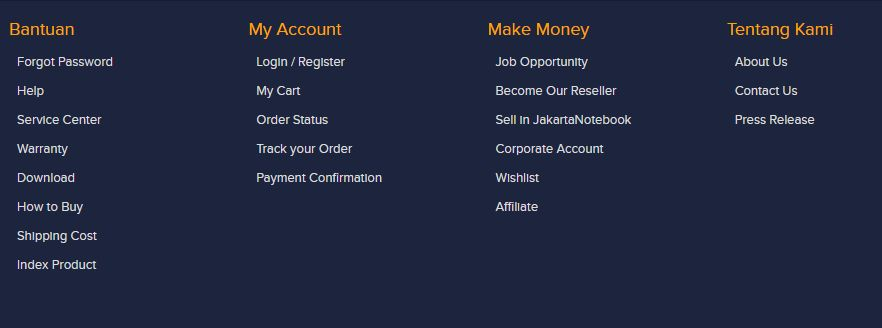 Bantuan
Forgot Password
Help
Service Center
Warranty
Download
How to Buy
Shipping Cost
Index Product
My Account
Login / Register
My Cart
Order Status
Track your Order
Payment Confirmation
Make Money
Job Opportunity
Become Our Reseller
Sell in JakartaNotebook
Corporate Account
Wishlist
Affiliate
Tentang Kami
About Us
Contact Us
Press Release